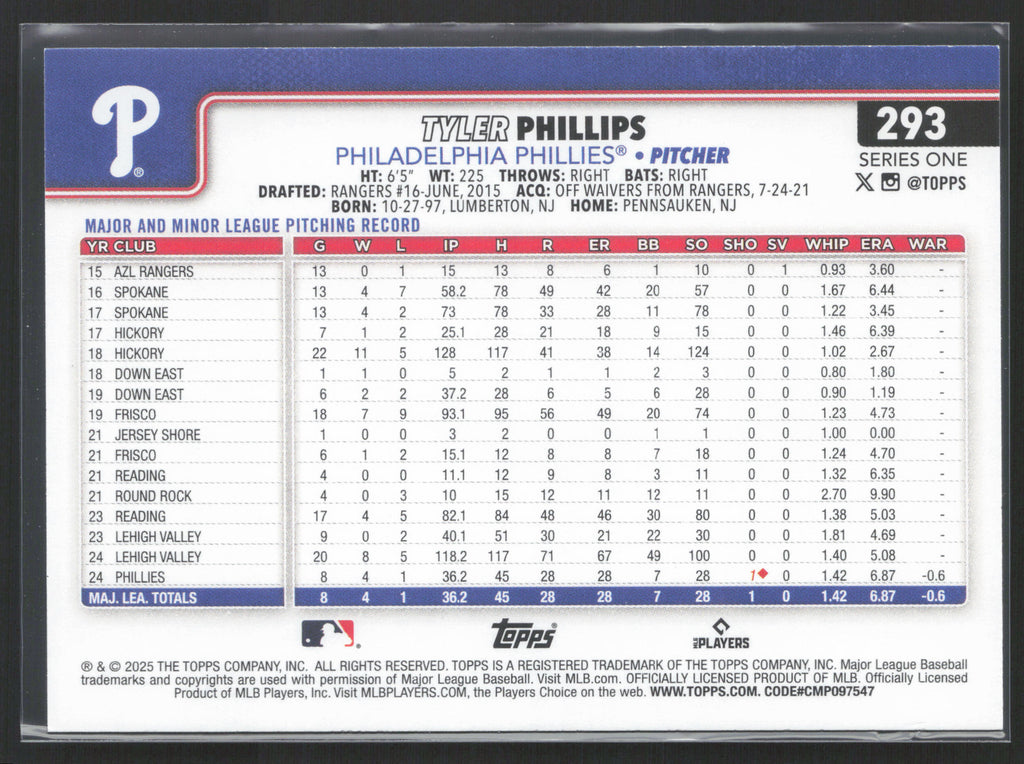 P®
293
TYLER PHILLIPS
PHILADELPHIA PHILLIES® • PITCHER
SERIES ONE
@TOPPS
HT: 6'5" WT: 225 THROWS: RIGHT BATS: RIGHT
DRAFTED: RANGERS #16-JUNE, 2015 ACQ: OFF WAIVERS FROM RANGERS, 7-24-21
BORN: 10-27-97, LUMBERTON, NJ HOME: PENNSAUKEN, NJ
MAJOR AND MINOR LEAGUE PITCHING RECORD
YR CLUB G W L IP H R ER BB SO SHO SV WHIP ERA WAR
15 AZL RANGERS 13 0 1 15 13 8 6 1 10 0 1 0.93 3.60 -
16 SPOKANE 13 4 7 58.2 78 49 42 20 57 0 0 1.67 6.44 -
17 SPOKANE 13 4 2 73 78 33 28 11 78 0 0 1.22 3.45 -
17 HICKORY 7 1 2 25.1 28 21 18 9 15 0 0 1.46 6.39 -
18 HICKORY 22 11 5 128 117 41 38 14 124 0 0 1.02 2.67 -
18 DOWN EAST 1 1 0 5 2 1 1 2 3 0 0 0.80 1.80 -
19 DOWN EAST 6 2 2 37.2 28 6 5 6 28 0 0 0.90 1.19 -
19 FRISCO 18 7 9 93.1 95 56 49 20 74 0 0 1.23 4.73 -
21 JERSEY SHORE 1 0 0 3 2 0 0 1 1 0 0 1.00 0.00 -
21 FRISCO 6 1 2 15.1 12 8 8 7 18 0 0 1.24 4.70 -
21 READING 4 0 0 11.1 12 9 8 3 11 0 0 1.32 6.35 -
21 ROUND ROCK 4 0 3 10 15 12 11 12 11 0 0 2.70 9.90 -
23 READING 17 4 5 82.1 84 48 46 30 80 0 0 1.38 5.03 -
23 LEHIGH VALLEY 9 0 2 40.1 51 30 21 22 30 0 0 1.81 4.69 -
24 LEHIGH VALLEY 20 8 5 118.2 117 71 67 49 100 0 0 1.40 5.08 -
24 PHILLIES 8 4 1 36.2 45 28 28 7 28 1♦ 0 1.42 6.87 -0.6
MAJ. LEA. TOTALS 8 4 1 36.2 45 28 28 7 28 1 0 1.42 6.87 -0.6
Topps® MLB PLAYERS
® & © 2025 THE TOPPS COMPANY, INC. ALL RIGHTS RESERVED. TOPPS IS A REGISTERED TRADEMARK OF THE TOPPS COMPANY, INC. Major League Baseball
trademarks and copyrights are used with permission of Major League Baseball. Visit MLB.com. OFFICIALLY LICENSED PRODUCT OF MLB. Officially Licensed
Product of MLB Players, Inc. Visit MLBPLAYERS.COM, the Players Choice on the web. WWW.TOPPS.COM. CODE#CMP097547